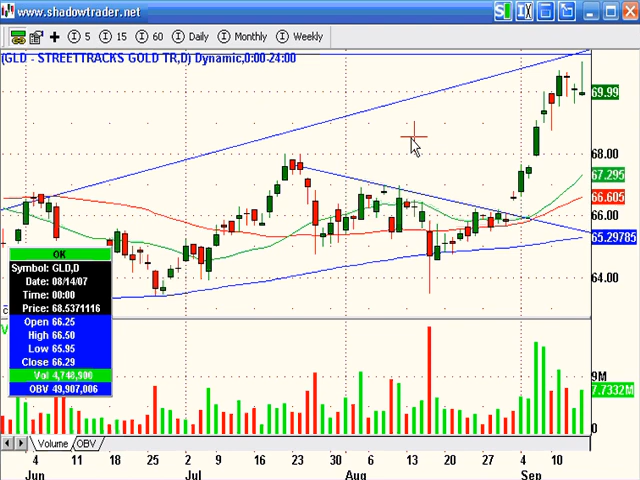 www.shadowtrader.net
5 15 60 Daily Monthly Weekly
(GLD - STREETTRACKS GOLD TR,D) Dynamic,0:00-24:00
69.99
68.00
67.295
66.605
66.00
65.29785
64.00
OK
Symbol: GLD,D
Date: 08/14/07
Time: 00:00
Price: 68.5371116
Open 66.25
High 66.50
Low 65.95
Close 66.29
Vol 4,748,900
OBV 49,907,006
9M
7.7332M
0
Volume OBV
4 11 18 25 2 9 16 23 30 6 13 20 27 4 10
Jun Jul Aug Sep